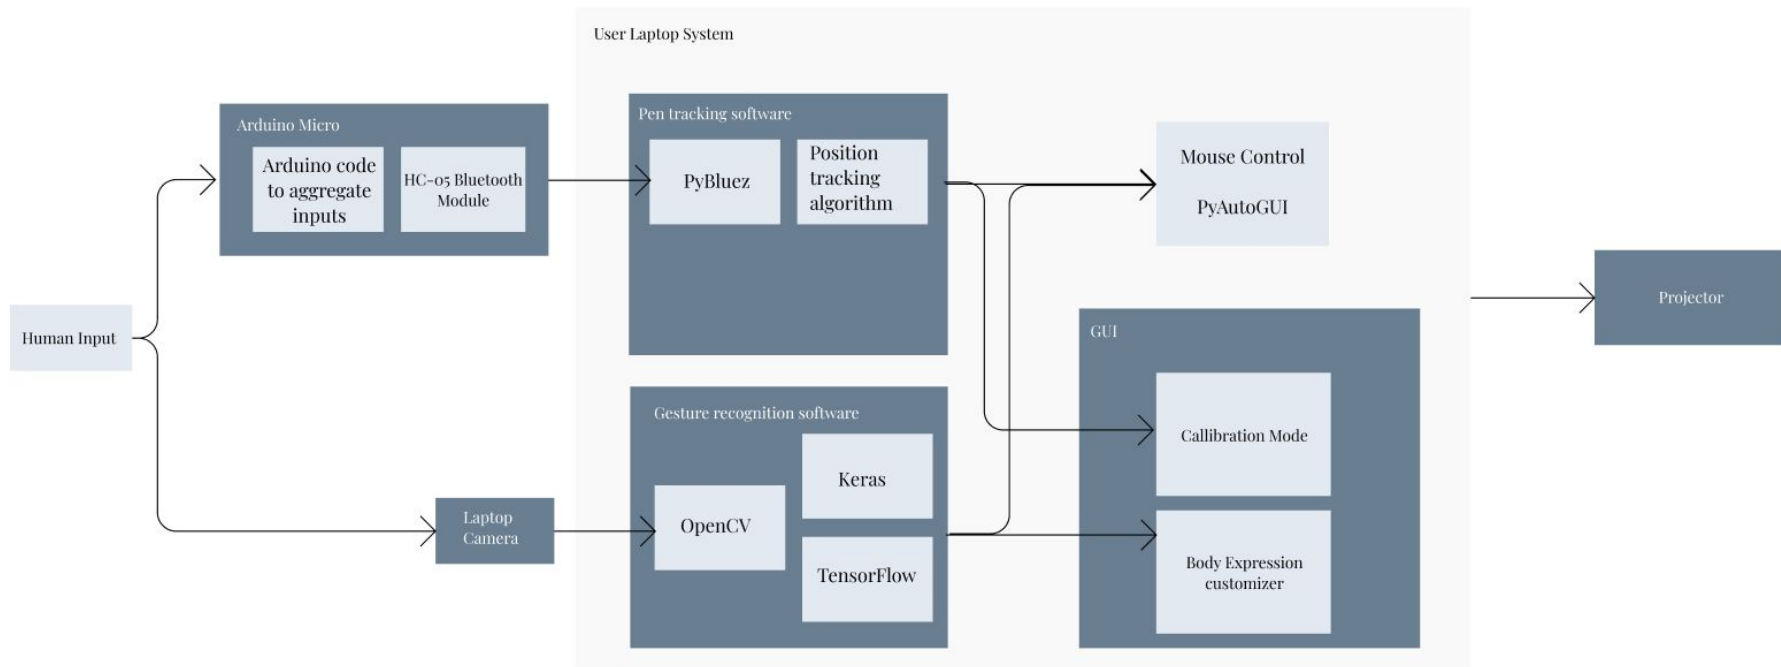 User Laptop System
Arduino Micro
Arduino code
to aggregate
inputs
HC-05 Bluetooth
Module
Pen tracking software
PyBluez
Position
tracking
algorithm
Mouse Control
PyAutoGUI
Human Input
Projector
GUI
Callibration Mode
Body Expression
customizer
Gesture recognition software
Keras
OpenCV
TensorFlow
Laptop
Camera